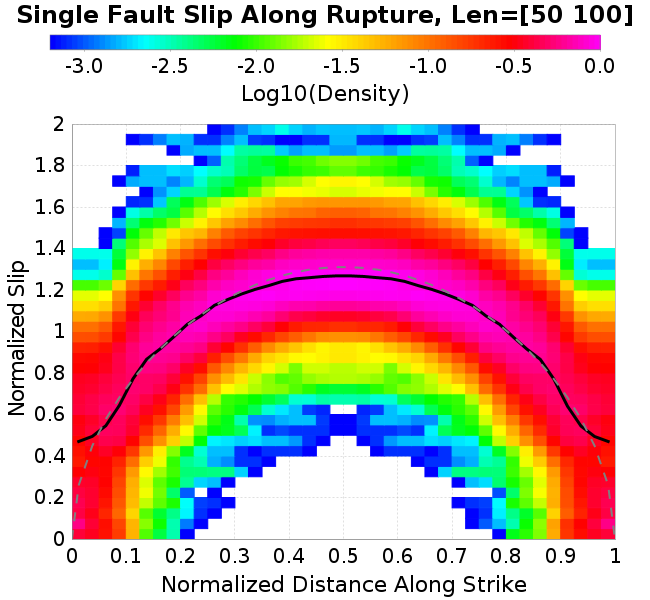 Single Fault Slip Along Rupture, Len=[50 100]
-3.0 -2.5 -2.0 -1.5 -1.0 -0.5 0.0
Log10(Density)
2
1.8
1.6
1.4
1.2
1
0.8
0.6
0.4
0.2
0
Normalized Slip
0 0.1 0.2 0.3 0.4 0.5 0.6 0.7 0.8 0.9 1
Normalized Distance Along Strike